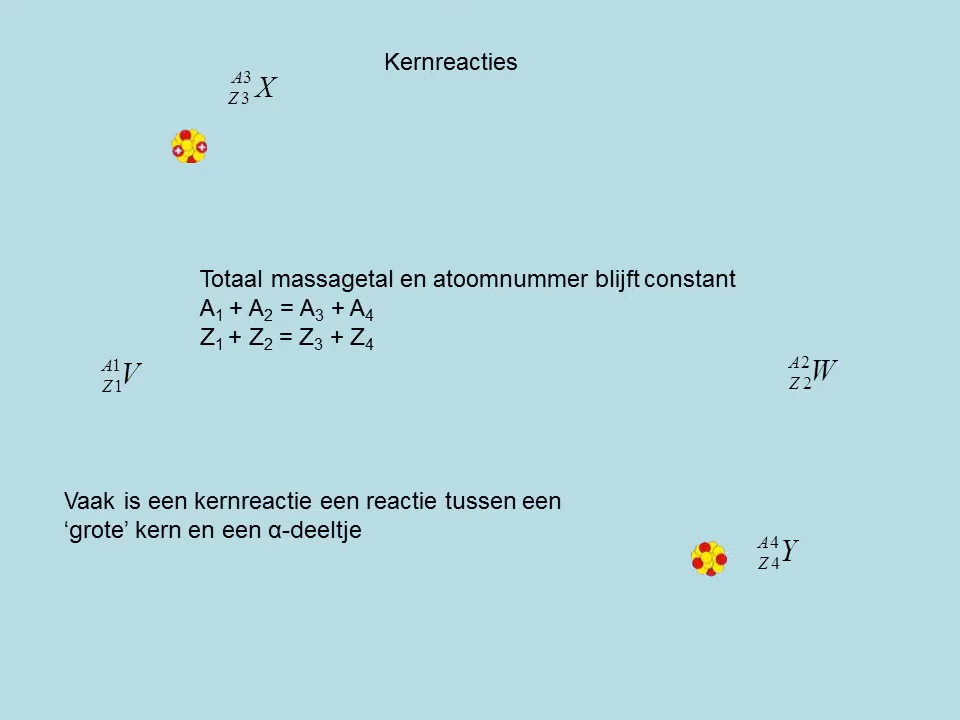 Kernreacties
A3
Z3 X
Totaal massagetal en atoomnummer blijft constant
A₁ + A₂ = A₃ + A₄
Z₁ + Z₂ = Z₃ + Z₄
A1
Z1 V
A2
Z2 W
Vaak is een kernreactie een reactie tussen een
‘grote’ kern en een α-deeltje
A4
Z4 Y